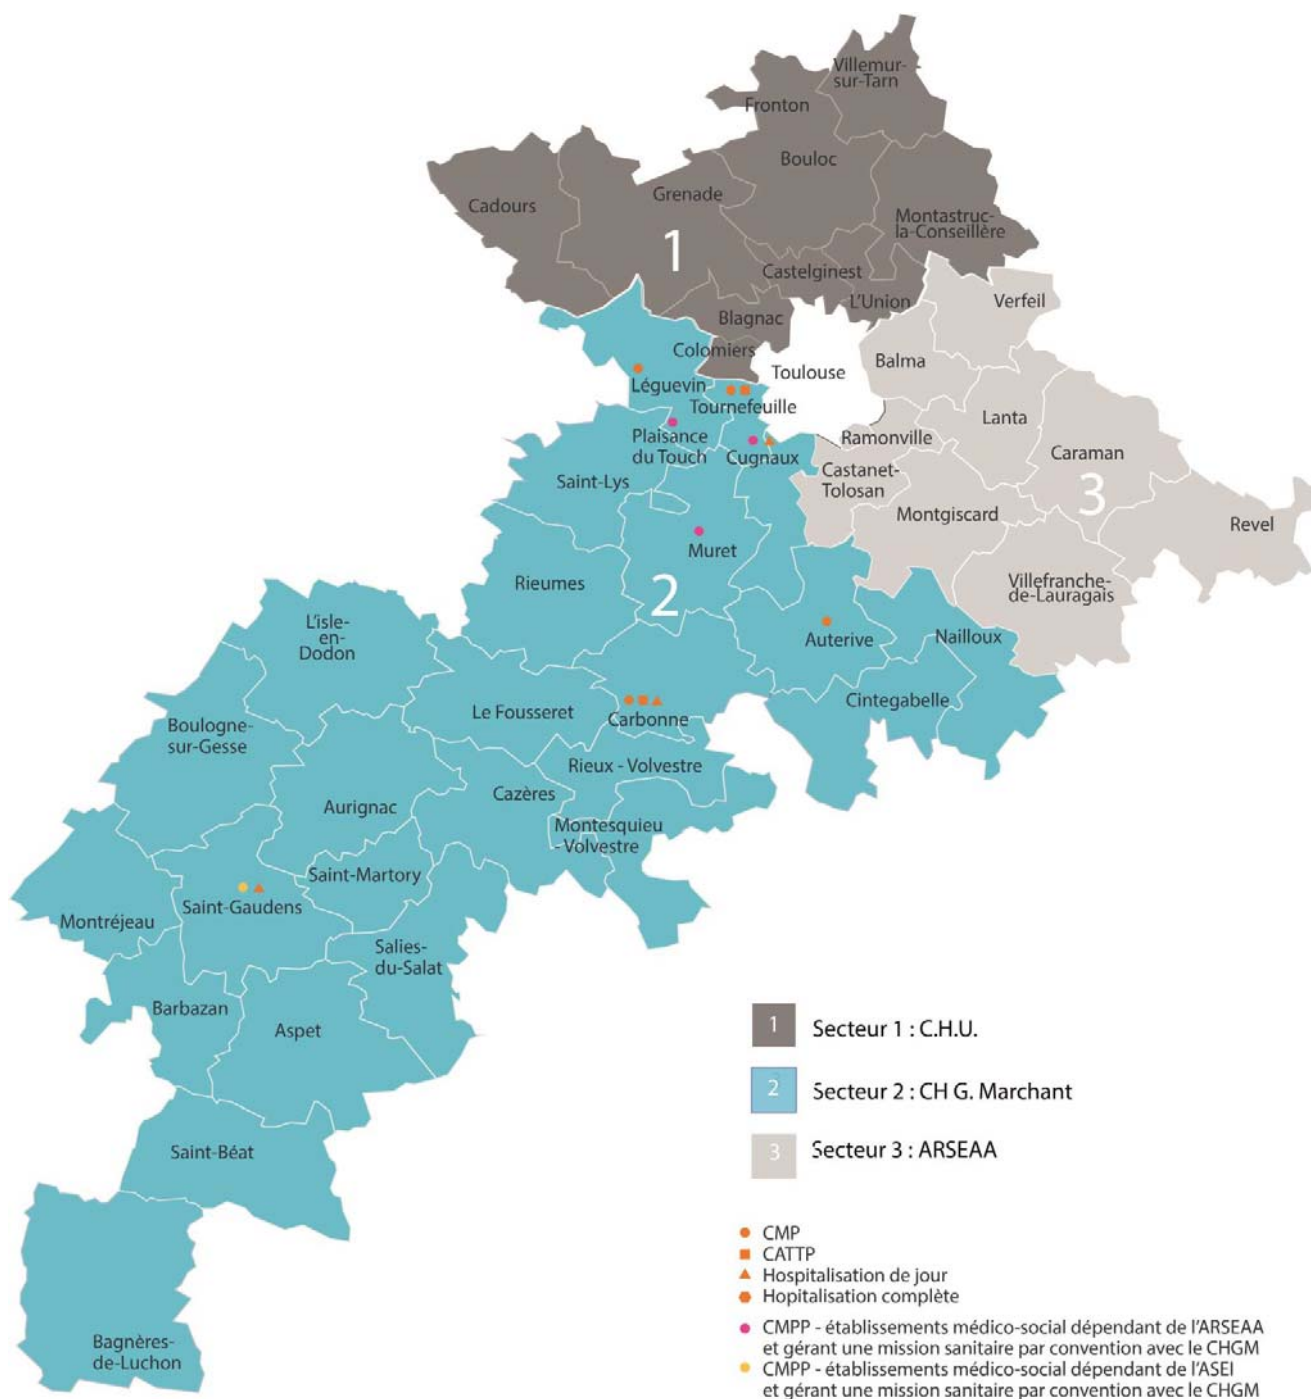 Villemur-
sur-Tarn
Fronton
Bouloc
Grenade
Cadours
Montastruc-
la-Conseillère
1
Castelginest
L'Union
Verfeil
Blagnac
Colomiers
Balma
Toulouse
Léguevin
Tournefeuille
Lanta
Plaisance
du Touch
Ramonville
Caraman
Cugnaux
Castanet-
Tolosan
Saint-Lys
3
Montgiscard
Revel
Muret
Rieumes
2
Villefranche-
de-Lauragais
L'isle-
en-
Dodon
Auterive
Nailloux
Cintegabelle
Le Fousseret
Carbonne
Boulogne-
sur-Gesse
Rieux - Volvestre
Cazères
Aurignac
Montesquieu
- Volvestre
Saint-Martory
Saint-Gaudens
Montréjeau
Salies-
du-Salat
Barbazan
Aspet
Saint-Béat
Bagnères-
de-Luchon
1 Secteur 1 : C.H.U.
2 Secteur 2 : CH G. Marchant
3 Secteur 3 : ARSEAA
CMP
CATTP
Hospitalisation de jour
Hopitalisation complète
CMPP - établissements médico-social dépendant de l'ARSEAA
et gérant une mission sanitaire par convention avec le CHGM
CMPP - établissements médico-social dépendant de l'ASEI
et gérant une mission sanitaire par convention avec le CHGM